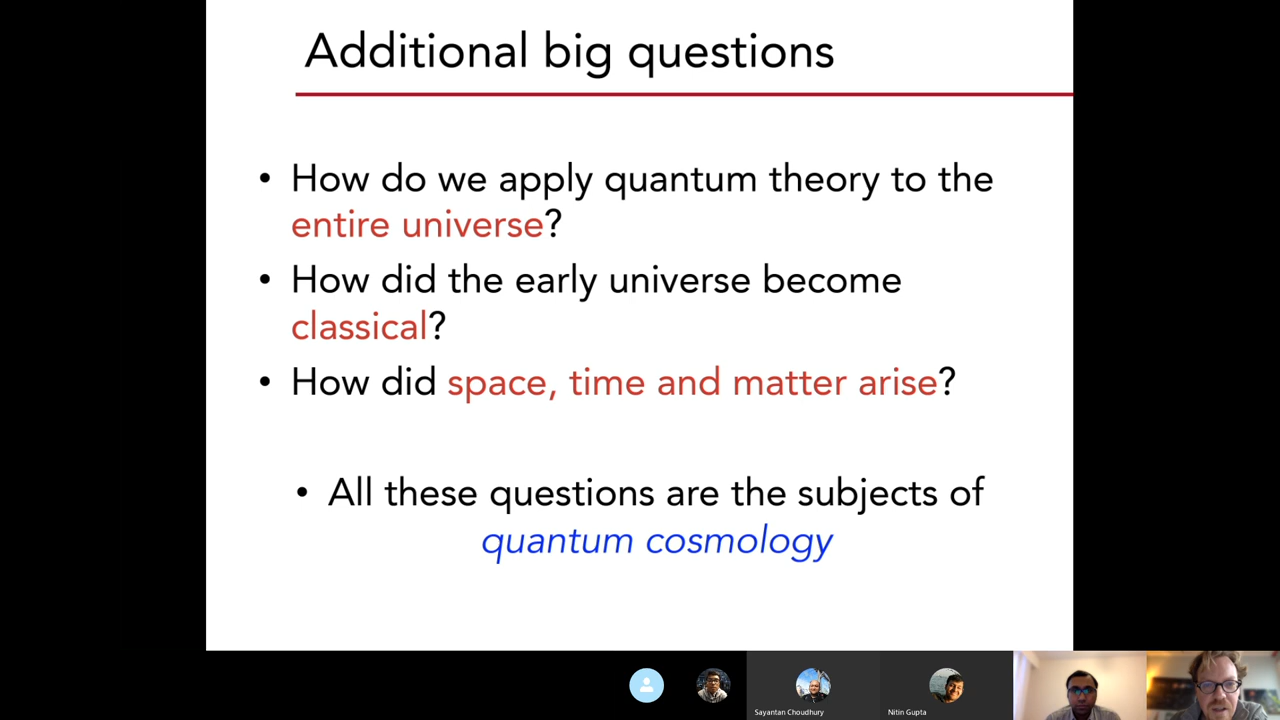 Additional big questions
• How do we apply quantum theory to the
entire universe?
• How did the early universe become
classical?
• How did space, time and matter arise?
• All these questions are the subjects of
quantum cosmology
Sayantan Choudhury
Nitin Gupta